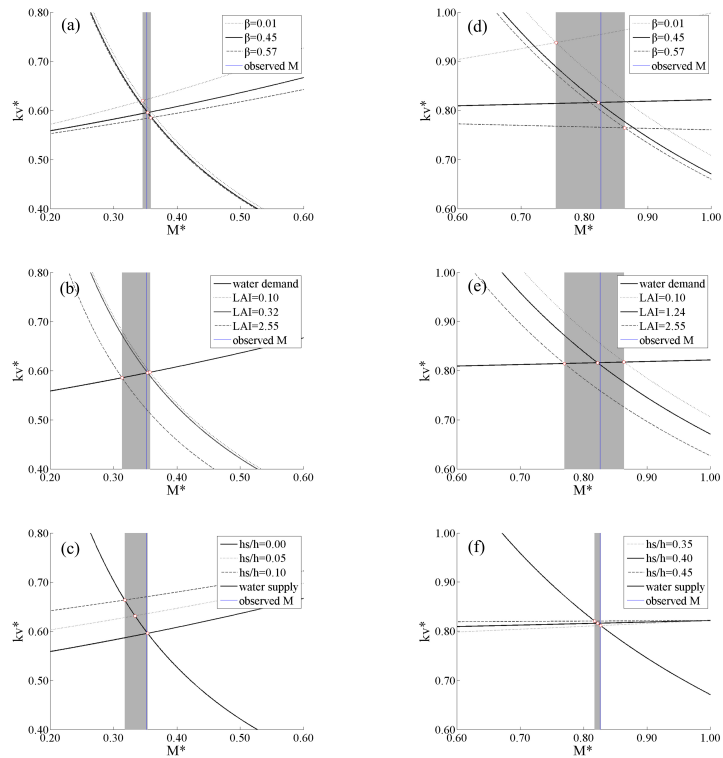 (a)
β=0.01
β=0.45
β=0.57
observed M
0.80
0.70
0.60
0.50
0.40
kv*
0.20
0.30
0.40
0.50
0.60
M*
(d)
β=0.01
β=0.45
β=0.57
observed M
1.00
0.90
0.80
0.70
0.60
kv*
0.60
0.70
0.80
0.90
1.00
M*
(b)
water demand
LAI=0.10
LAI=0.32
LAI=2.55
observed M
0.80
0.70
0.60
0.50
0.40
kv*
0.20
0.30
0.40
0.50
0.60
M*
(e)
water demand
LAI=0.10
LAI=1.24
LAI=2.55
observed M
1.00
0.90
0.80
0.70
0.60
kv*
0.60
0.70
0.80
0.90
1.00
M*
(c)
hs/h=0.00
hs/h=0.05
hs/h=0.10
water supply
observed M
0.80
0.70
0.60
0.50
0.40
kv*
0.20
0.30
0.40
0.50
0.60
M*
(f)
hs/h=0.35
hs/h=0.40
hs/h=0.45
water supply
observed M
1.00
0.90
0.80
0.70
0.60
kv*
0.60
0.70
0.80
0.90
1.00
M*